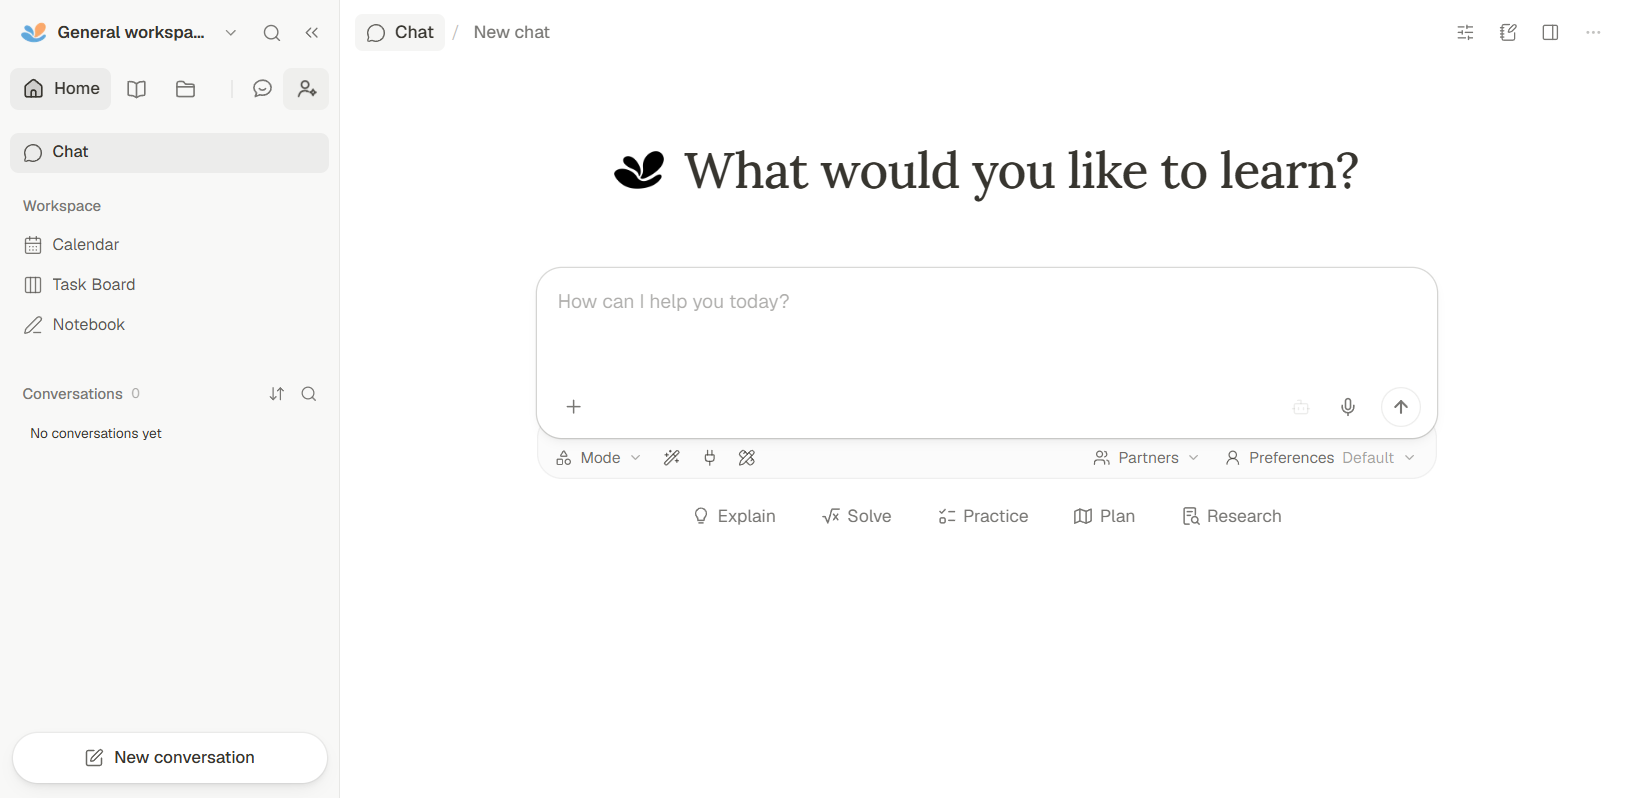 General workspa...
Home
Chat
Workspace
Calendar
Task Board
Notebook
Conversations 0
No conversations yet
New conversation
Chat / New chat
What would you like to learn?
How can I help you today?
Mode
Partners
Preferences Default
Explain
Solve
Practice
Plan
Research